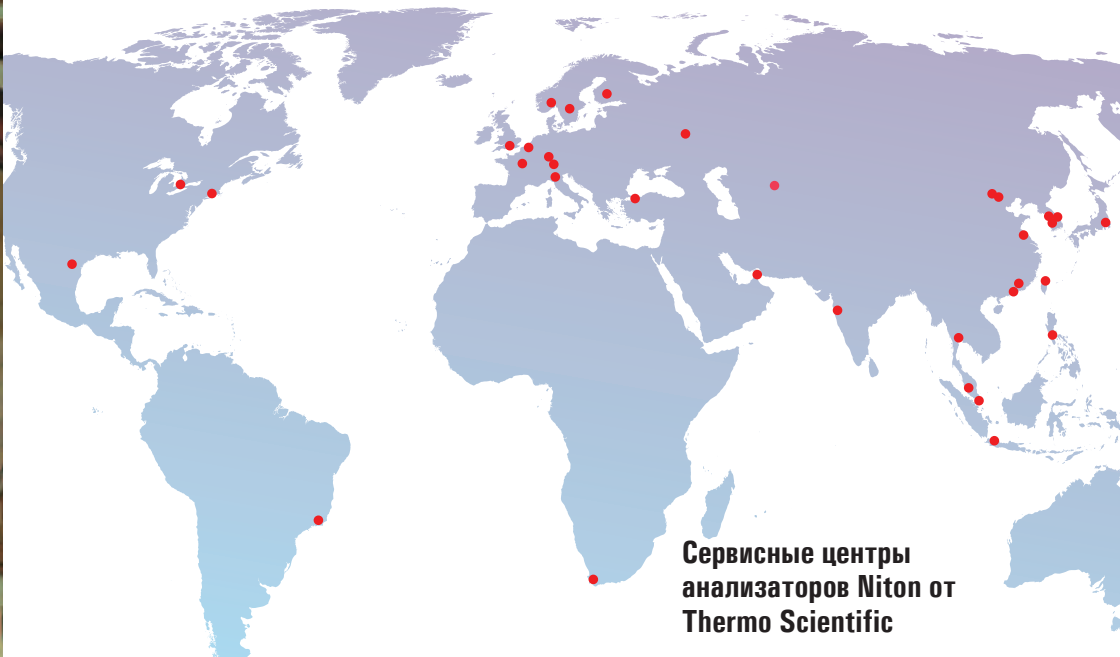 Сервисные центры
анализаторов Niton от
Thermo Scientific